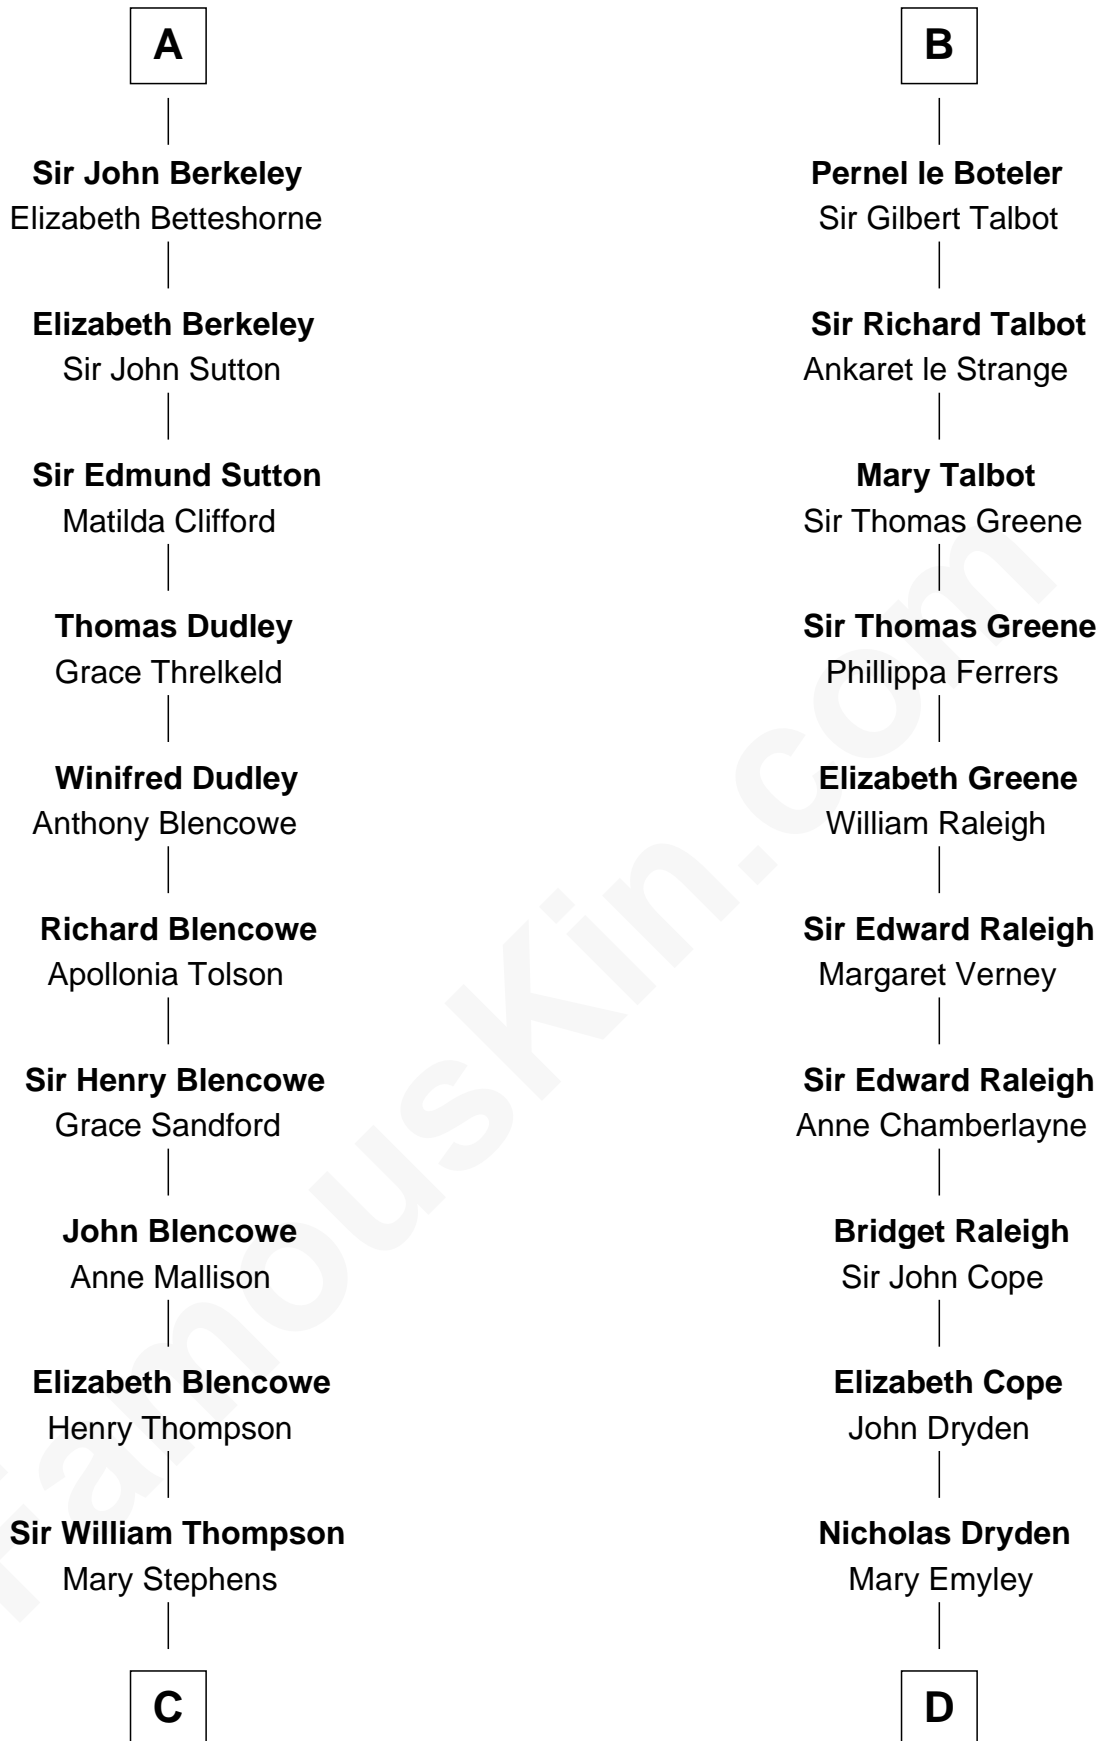 A
Sir John Berkeley
Elizabeth Betteshorne
Elizabeth Berkeley
Sir John Sutton
Sir Edmund Sutton
Matilda Clifford
Thomas Dudley
Grace Threlkeld
Winifred Dudley
Anthony Blencowe
Richard Blencowe
Apollonia Tolson
Sir Henry Blencowe
Grace Sandford
John Blencowe
Anne Mallison
Elizabeth Blencowe
Henry Thompson
Sir William Thompson
Mary Stephens
C
B
Pernel le Boteler
Sir Gilbert Talbot
Sir Richard Talbot
Ankaret le Strange
Mary Talbot
Sir Thomas Greene
Sir Thomas Greene
Phillippa Ferrers
Elizabeth Greene
William Raleigh
Sir Edward Raleigh
Margaret Verney
Sir Edward Raleigh
Anne Chamberlayne
Bridget Raleigh
Sir John Cope
Elizabeth Cope
John Dryden
Nicholas Dryden
Mary Emyley
D
FamousKin.com